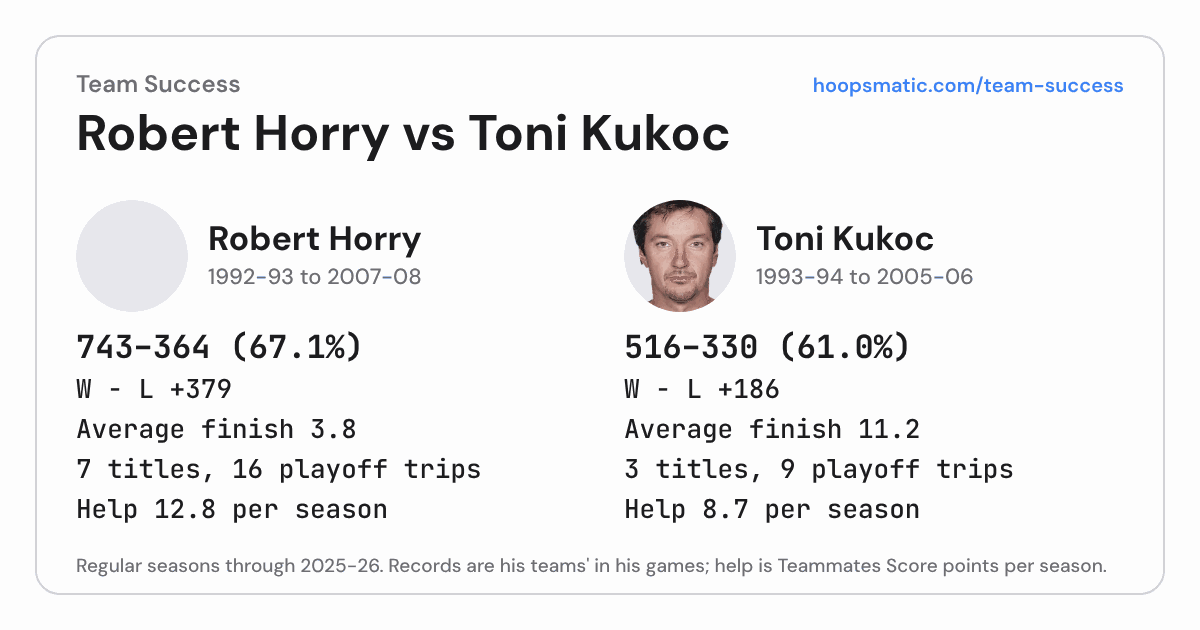 Team Success
hoopsmatic.com/team-success
Robert Horry vs Toni Kukoc
Robert Horry
1992-93 to 2007-08
743-364 (67.1%)
W - L +379
Average finish 3.8
7 titles, 16 playoff trips
Help 12.8 per season
Toni Kukoc
1993-94 to 2005-06
516-330 (61.0%)
W - L +186
Average finish 11.2
3 titles, 9 playoff trips
Help 8.7 per season
Regular seasons through 2025-26. Records are his teams' in his games; help is Teammates Score points per season.